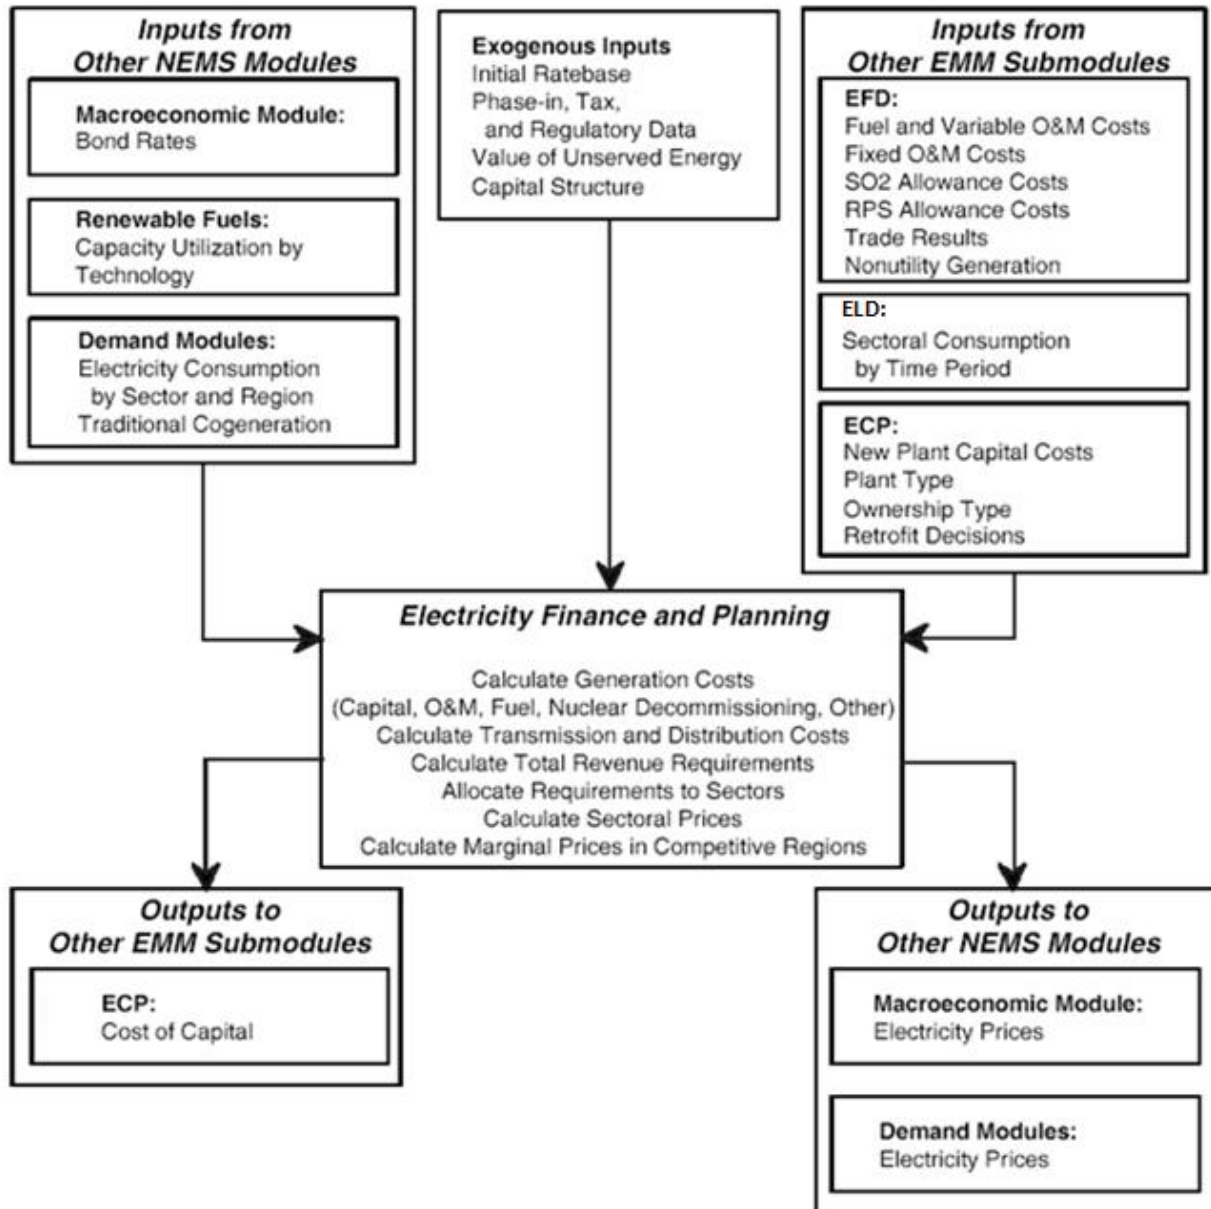 Inputs from
Other NEMS Modules
Macroeconomic Module:
Bond Rates
Renewable Fuels:
Capacity Utilization by
Technology
Demand Modules:
Electricity Consumption
by Sector and Region
Traditional Cogeneration
Exogenous Inputs
Initial Ratebase
Phase-in, Tax,
and Regulatory Data
Value of Unserved Energy
Capital Structure
Inputs from
Other EMM Submodules
EFD:
Fuel and Variable O&M Costs
Fixed O&M Costs
SO2 Allowance Costs
RPS Allowance Costs
Trade Results
Nonutility Generation
ELD:
Sectoral Consumption
by Time Period
ECP:
New Plant Capital Costs
Plant Type
Ownership Type
Retrofit Decisions
Electricity Finance and Planning
Calculate Generation Costs
(Capital, O&M, Fuel, Nuclear Decommissioning, Other)
Calculate Transmission and Distribution Costs
Calculate Total Revenue Requirements
Allocate Requirements to Sectors
Calculate Sectoral Prices
Calculate Marginal Prices in Competitive Regions
Outputs to
Other EMM Submodules
ECP:
Cost of Capital
Outputs to
Other NEMS Modules
Macroeconomic Module:
Electricity Prices
Demand Modules:
Electricity Prices